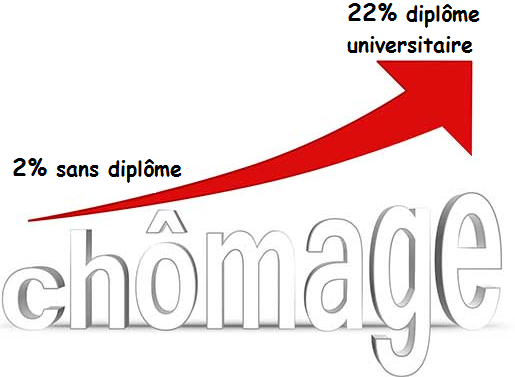 22% diplôme
universitaire
2% sans diplôme
chômage